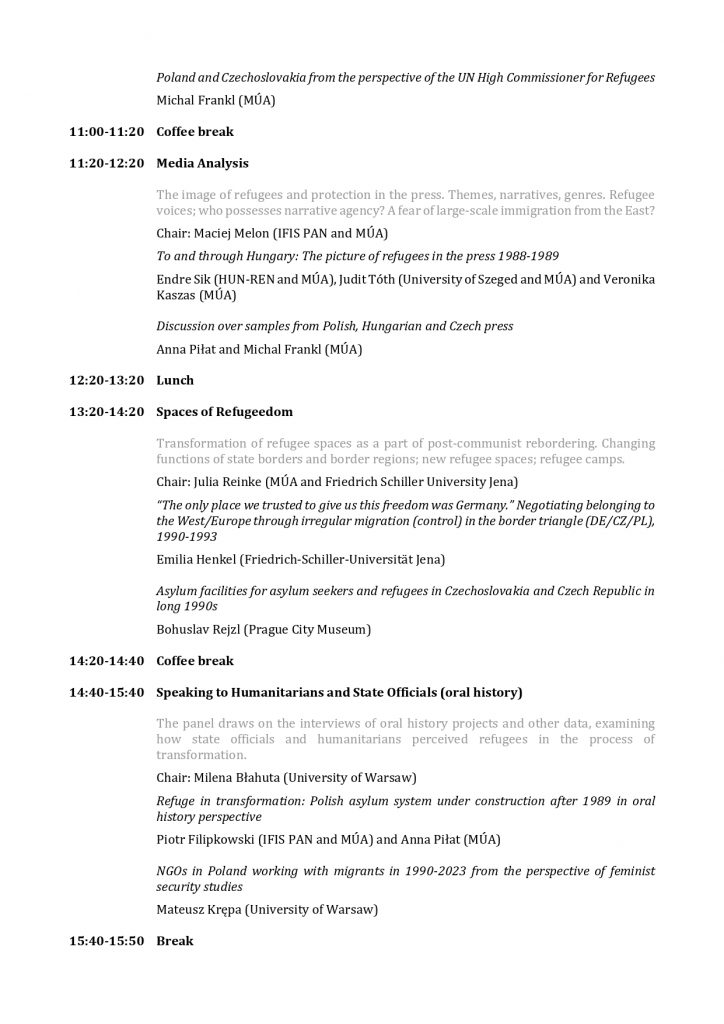 Poland and Czechoslovakia from the perspective of the UN High Commissioner for Refugees
Michal Frankl (MÚA)
11:00-11:20 Coffee break
11:20-12:20 Media Analysis
The image of refugees and protection in the press. Themes, narratives, genres. Refugee
voices; who possesses narrative agency? A fear of large-scale immigration from the East?
Chair: Maciej Melon (IFIS PAN and MÚA)
To and through Hungary: The picture of refugees in the press 1988-1989
Endre Sik (HUN-REN and MÚA), Judit Tóth (University of Szeged and MÚA) and Veronika
Kaszas (MÚA)
Discussion over samples from Polish, Hungarian and Czech press
Anna Piłat and Michal Frankl (MÚA)
12:20-13:20 Lunch
13:20-14:20 Spaces of Refugeedom
Transformation of refugee spaces as a part of post-communist rebordering. Changing
functions of state borders and border regions; new refugee spaces; refugee camps.
Chair: Julia Reinke (MÚA and Friedrich Schiller University Jena)
“The only place we trusted to give us this freedom was Germany.” Negotiating belonging to
the West/Europe through irregular migration (control) in the border triangle (DE/CZ/PL),
1990-1993
Emilia Henkel (Friedrich-Schiller-Universität Jena)
Asylum facilities for asylum seekers and refugees in Czechoslovakia and Czech Republic in
long 1990s
Bohuslav Rejzl (Prague City Museum)
14:20-14:40 Coffee break
14:40-15:40 Speaking to Humanitarians and State Officials (oral history)
The panel draws on the interviews of oral history projects and other data, examining
how state officials and humanitarians perceived refugees in the process of
transformation.
Chair: Milena Błahuta (University of Warsaw)
Refuge in transformation: Polish asylum system under construction after 1989 in oral
history perspective
Piotr Filipkowski (IFIS PAN and MÚA) and Anna Piłat (MÚA)
NGOs in Poland working with migrants in 1990-2023 from the perspective of feminist
security studies
Mateusz Krępa (University of Warsaw)
15:40-15:50 Break